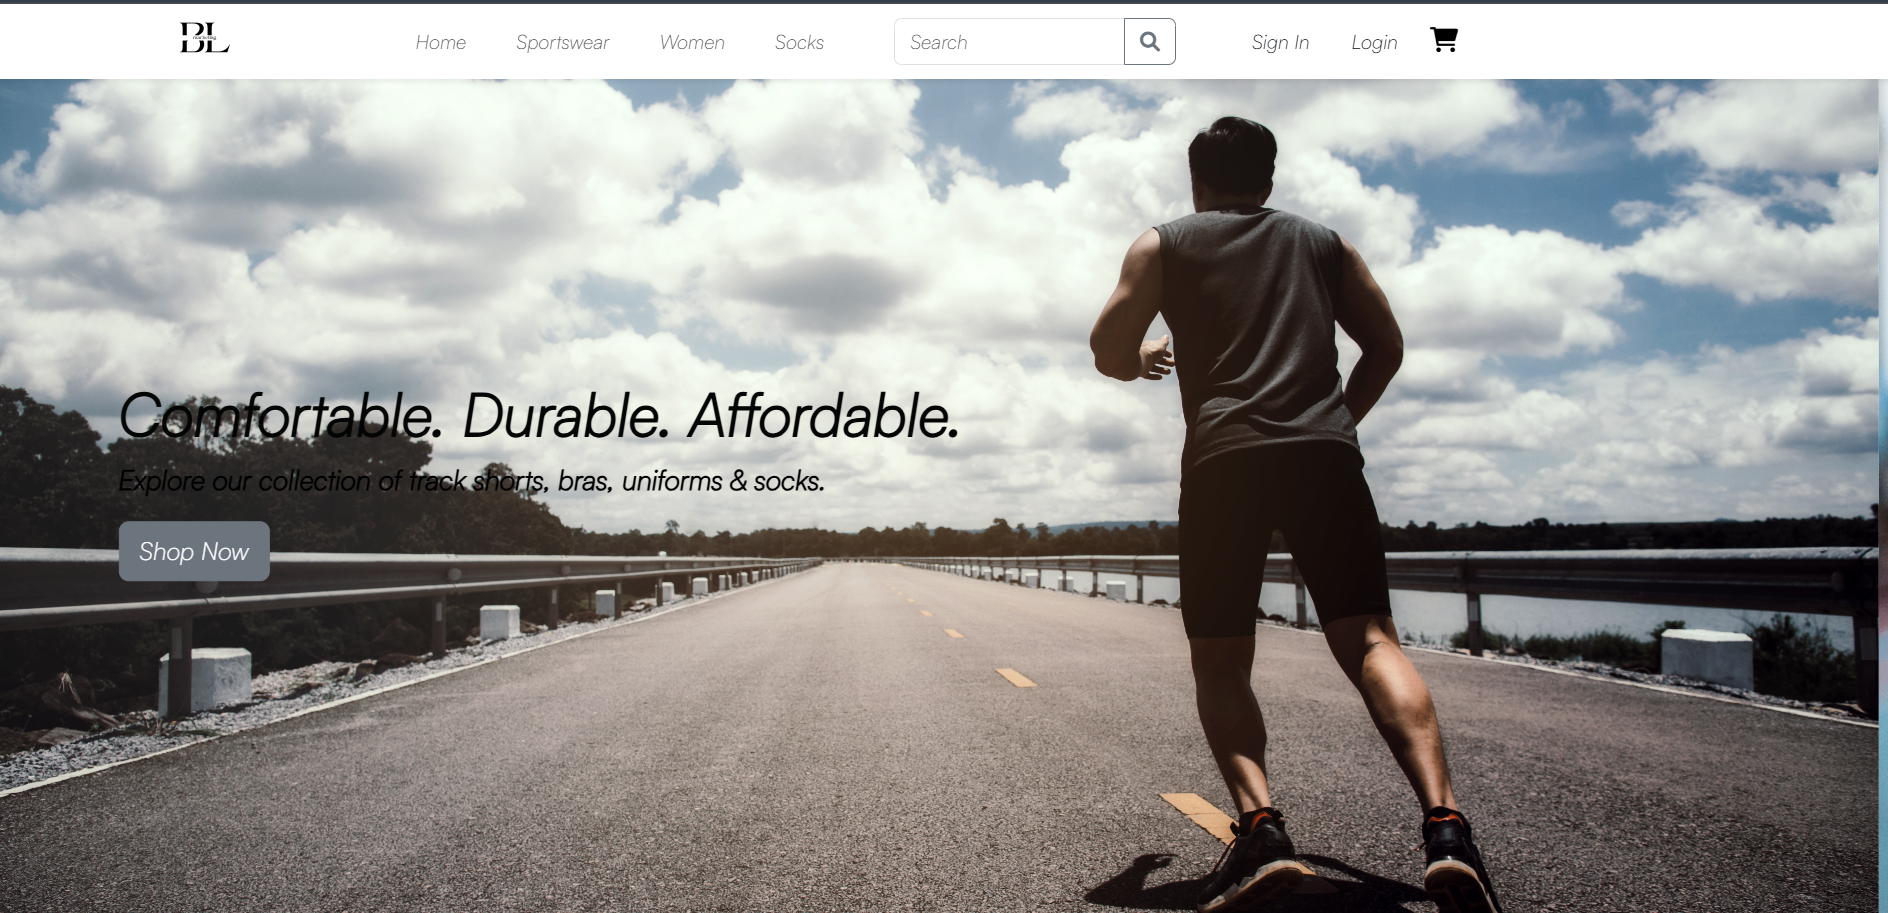 BL
marketing
Home Sportswear Women Socks Search Sign In Login
Comfortable. Durable. Affordable.
Explore our collection of track shorts, bras, uniforms & socks.
Shop Now